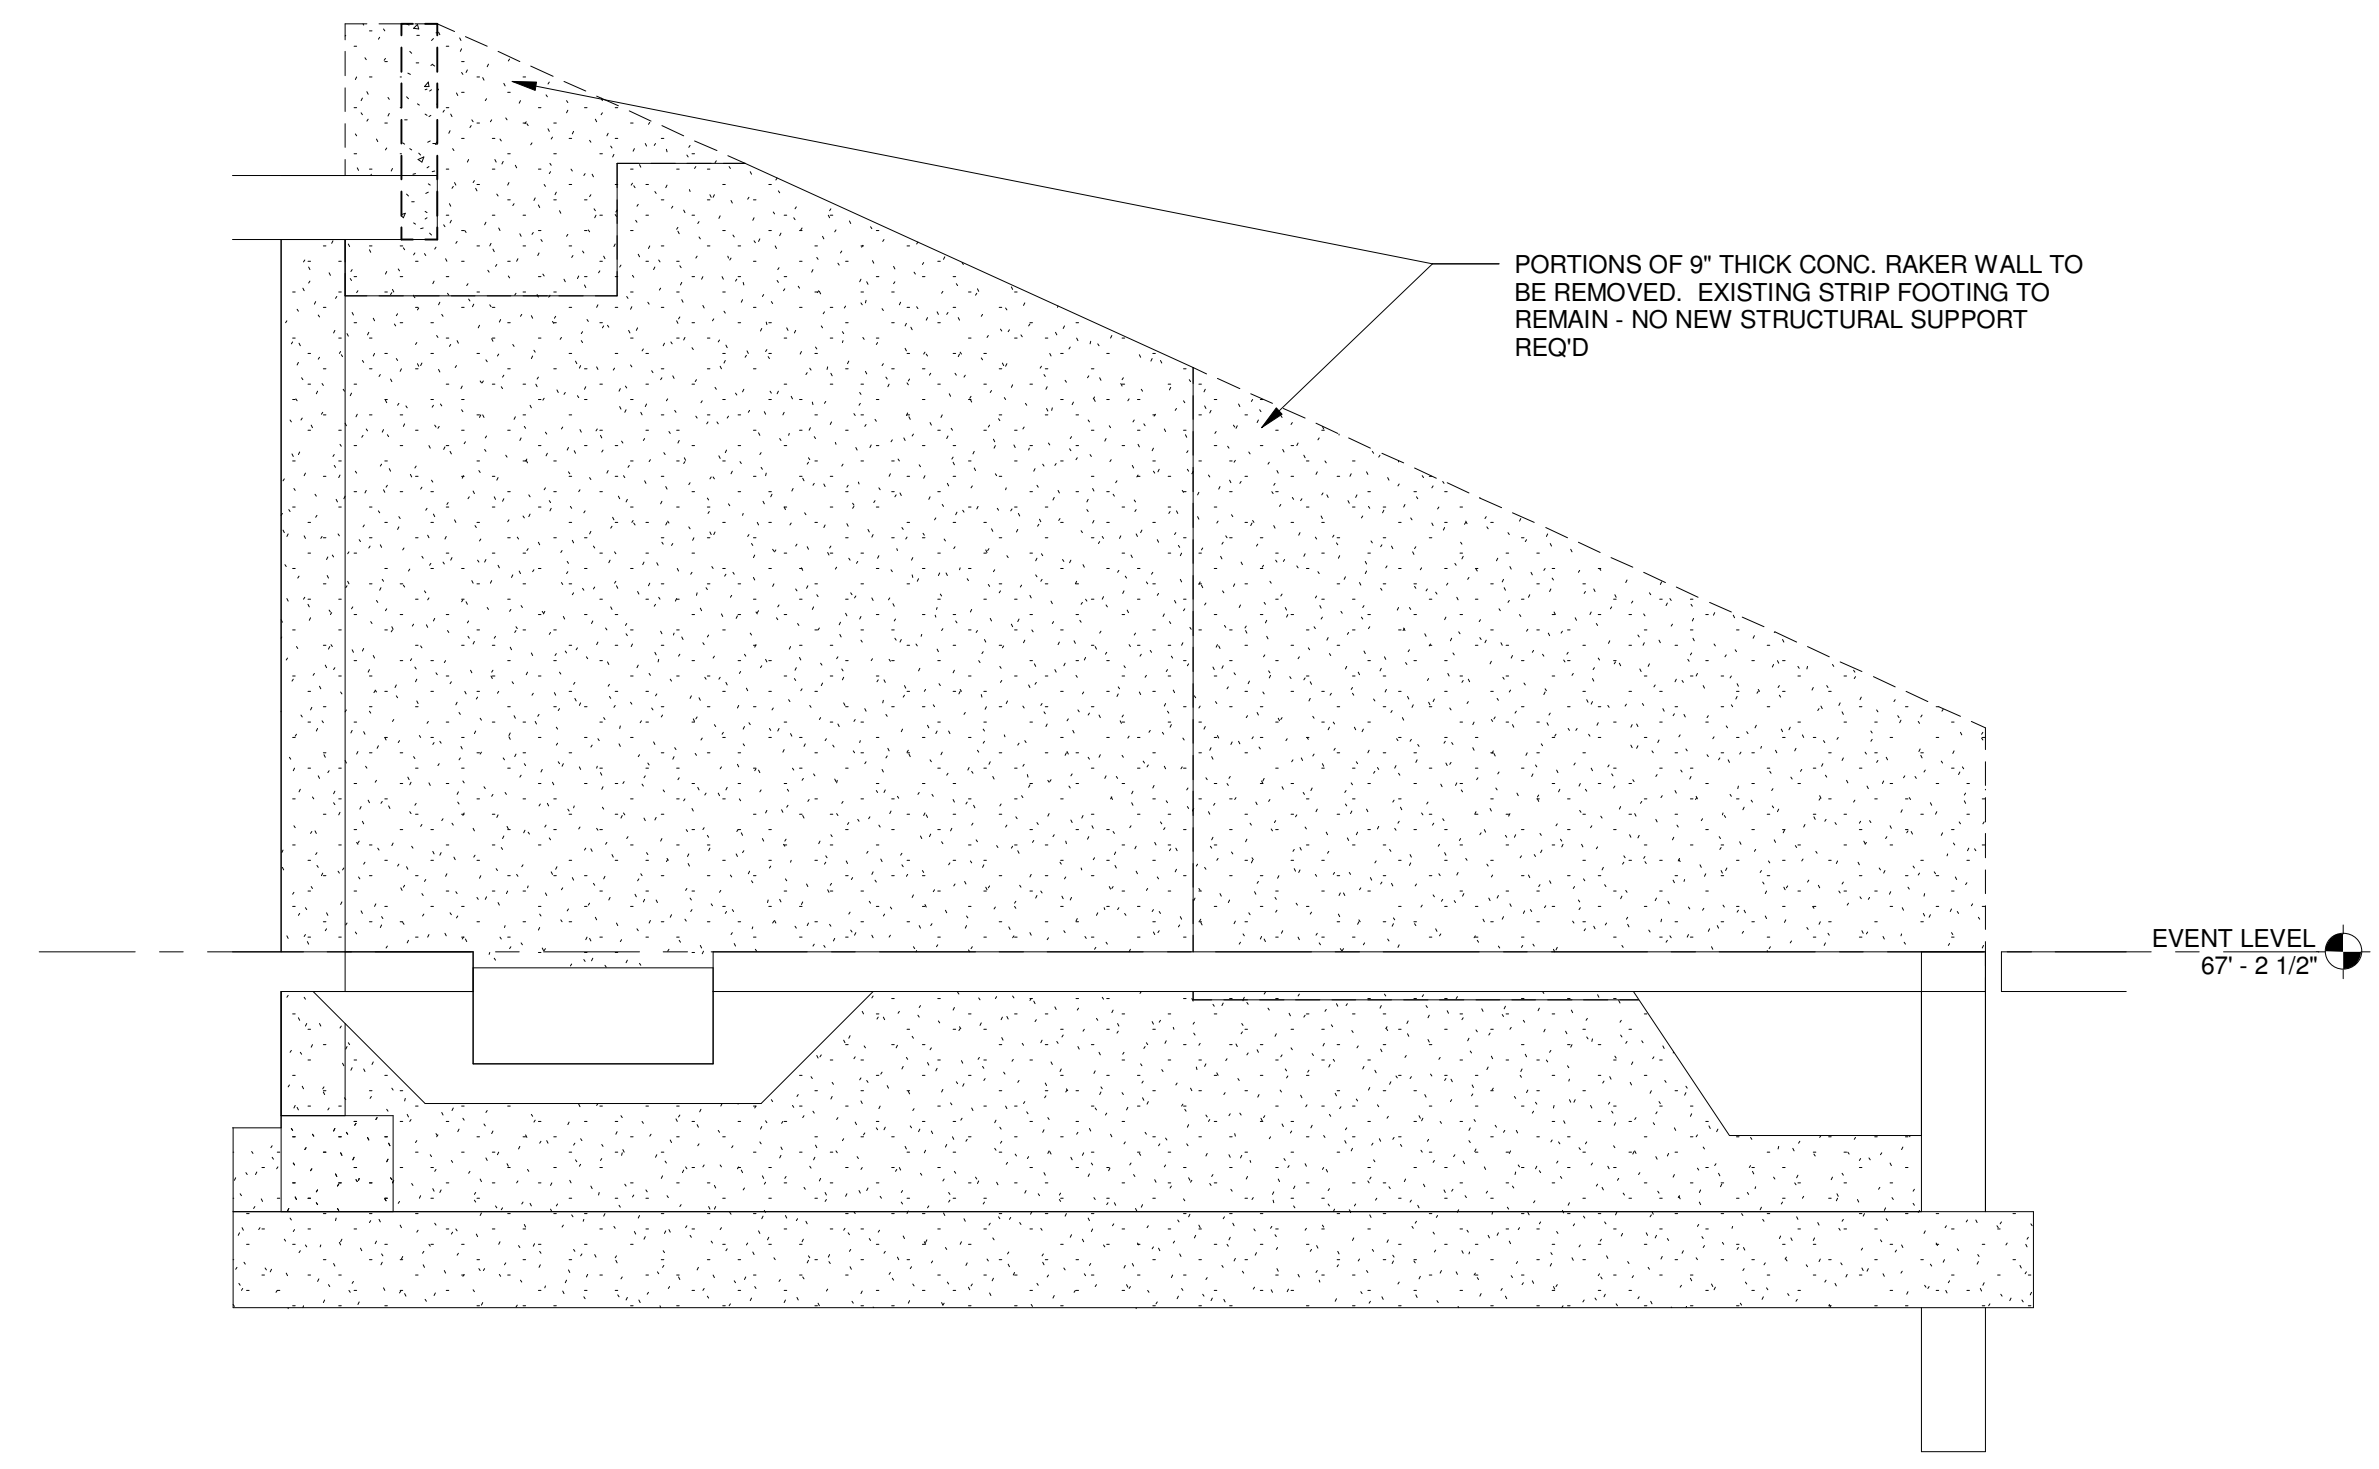 PORTIONS OF 9" THICK CONC. RAKER WALL TO
BE REMOVED.  EXISTING STRIP FOOTING TO
REMAIN - NO NEW STRUCTURAL SUPPORT
REQ'D
EVENT LEVEL
67' - 2 1/2"